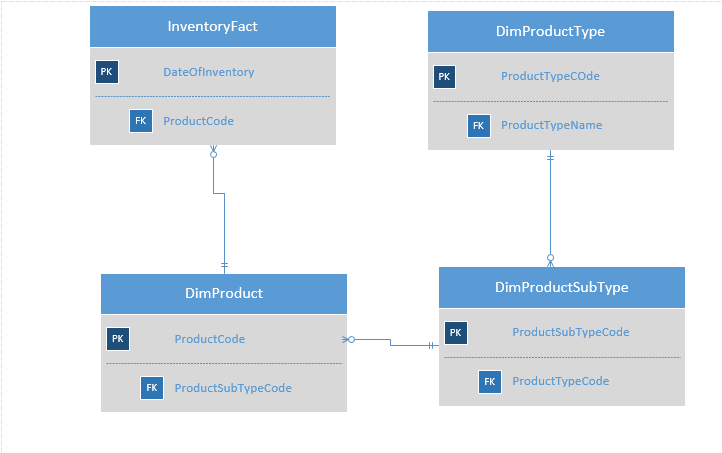 InventoryFact
PK DateOfInventory
FK ProductCode
DimProductType
PK ProductTypeCOde
FK ProductTypeName
DimProduct
PK ProductCode
FK ProductSubTypeCode
DimProductSubType
PK ProductSubTypeCode
FK ProductTypeCode